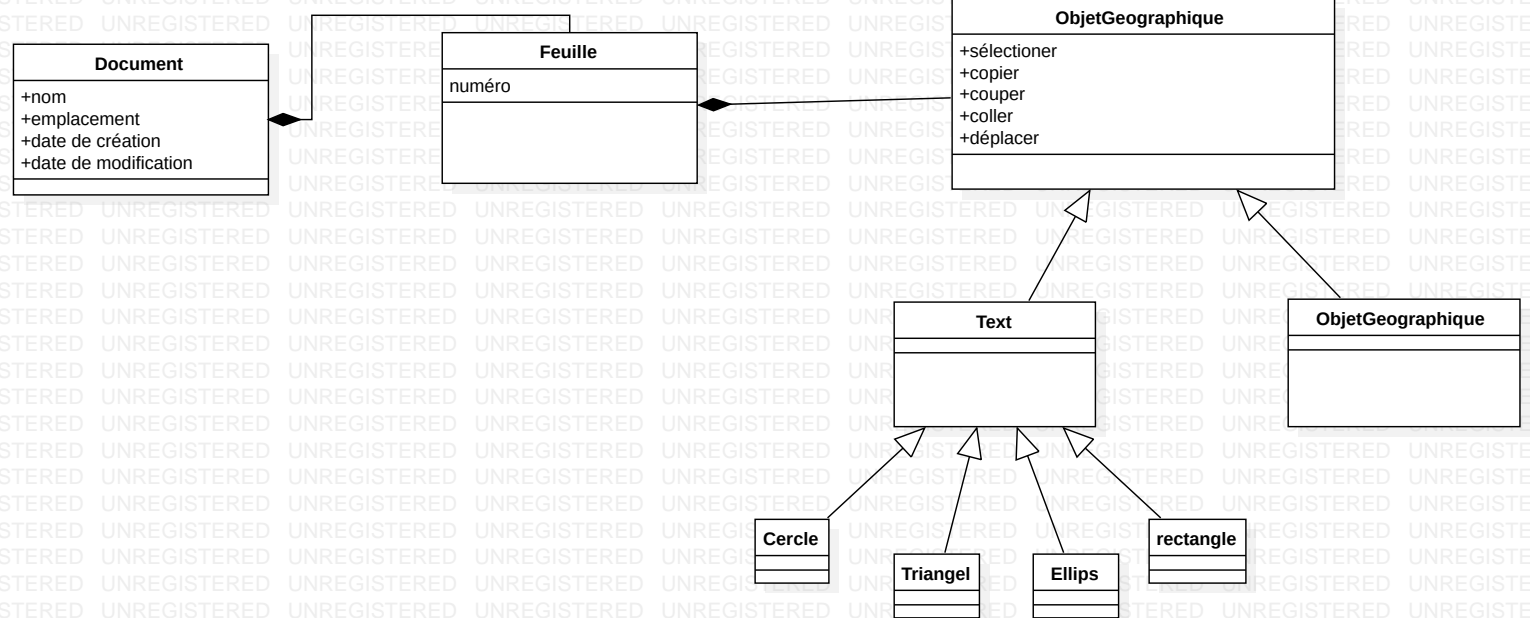 Document
+nom
+emplacement
+date de création
+date de modification
Feuille
numéro
ObjetGeographique
+sélectioner
+copier
+couper
+coller
+déplacer
Text
ObjetGeographique
Cercle
Triangel
Ellips
rectangle
UNREGISTERED